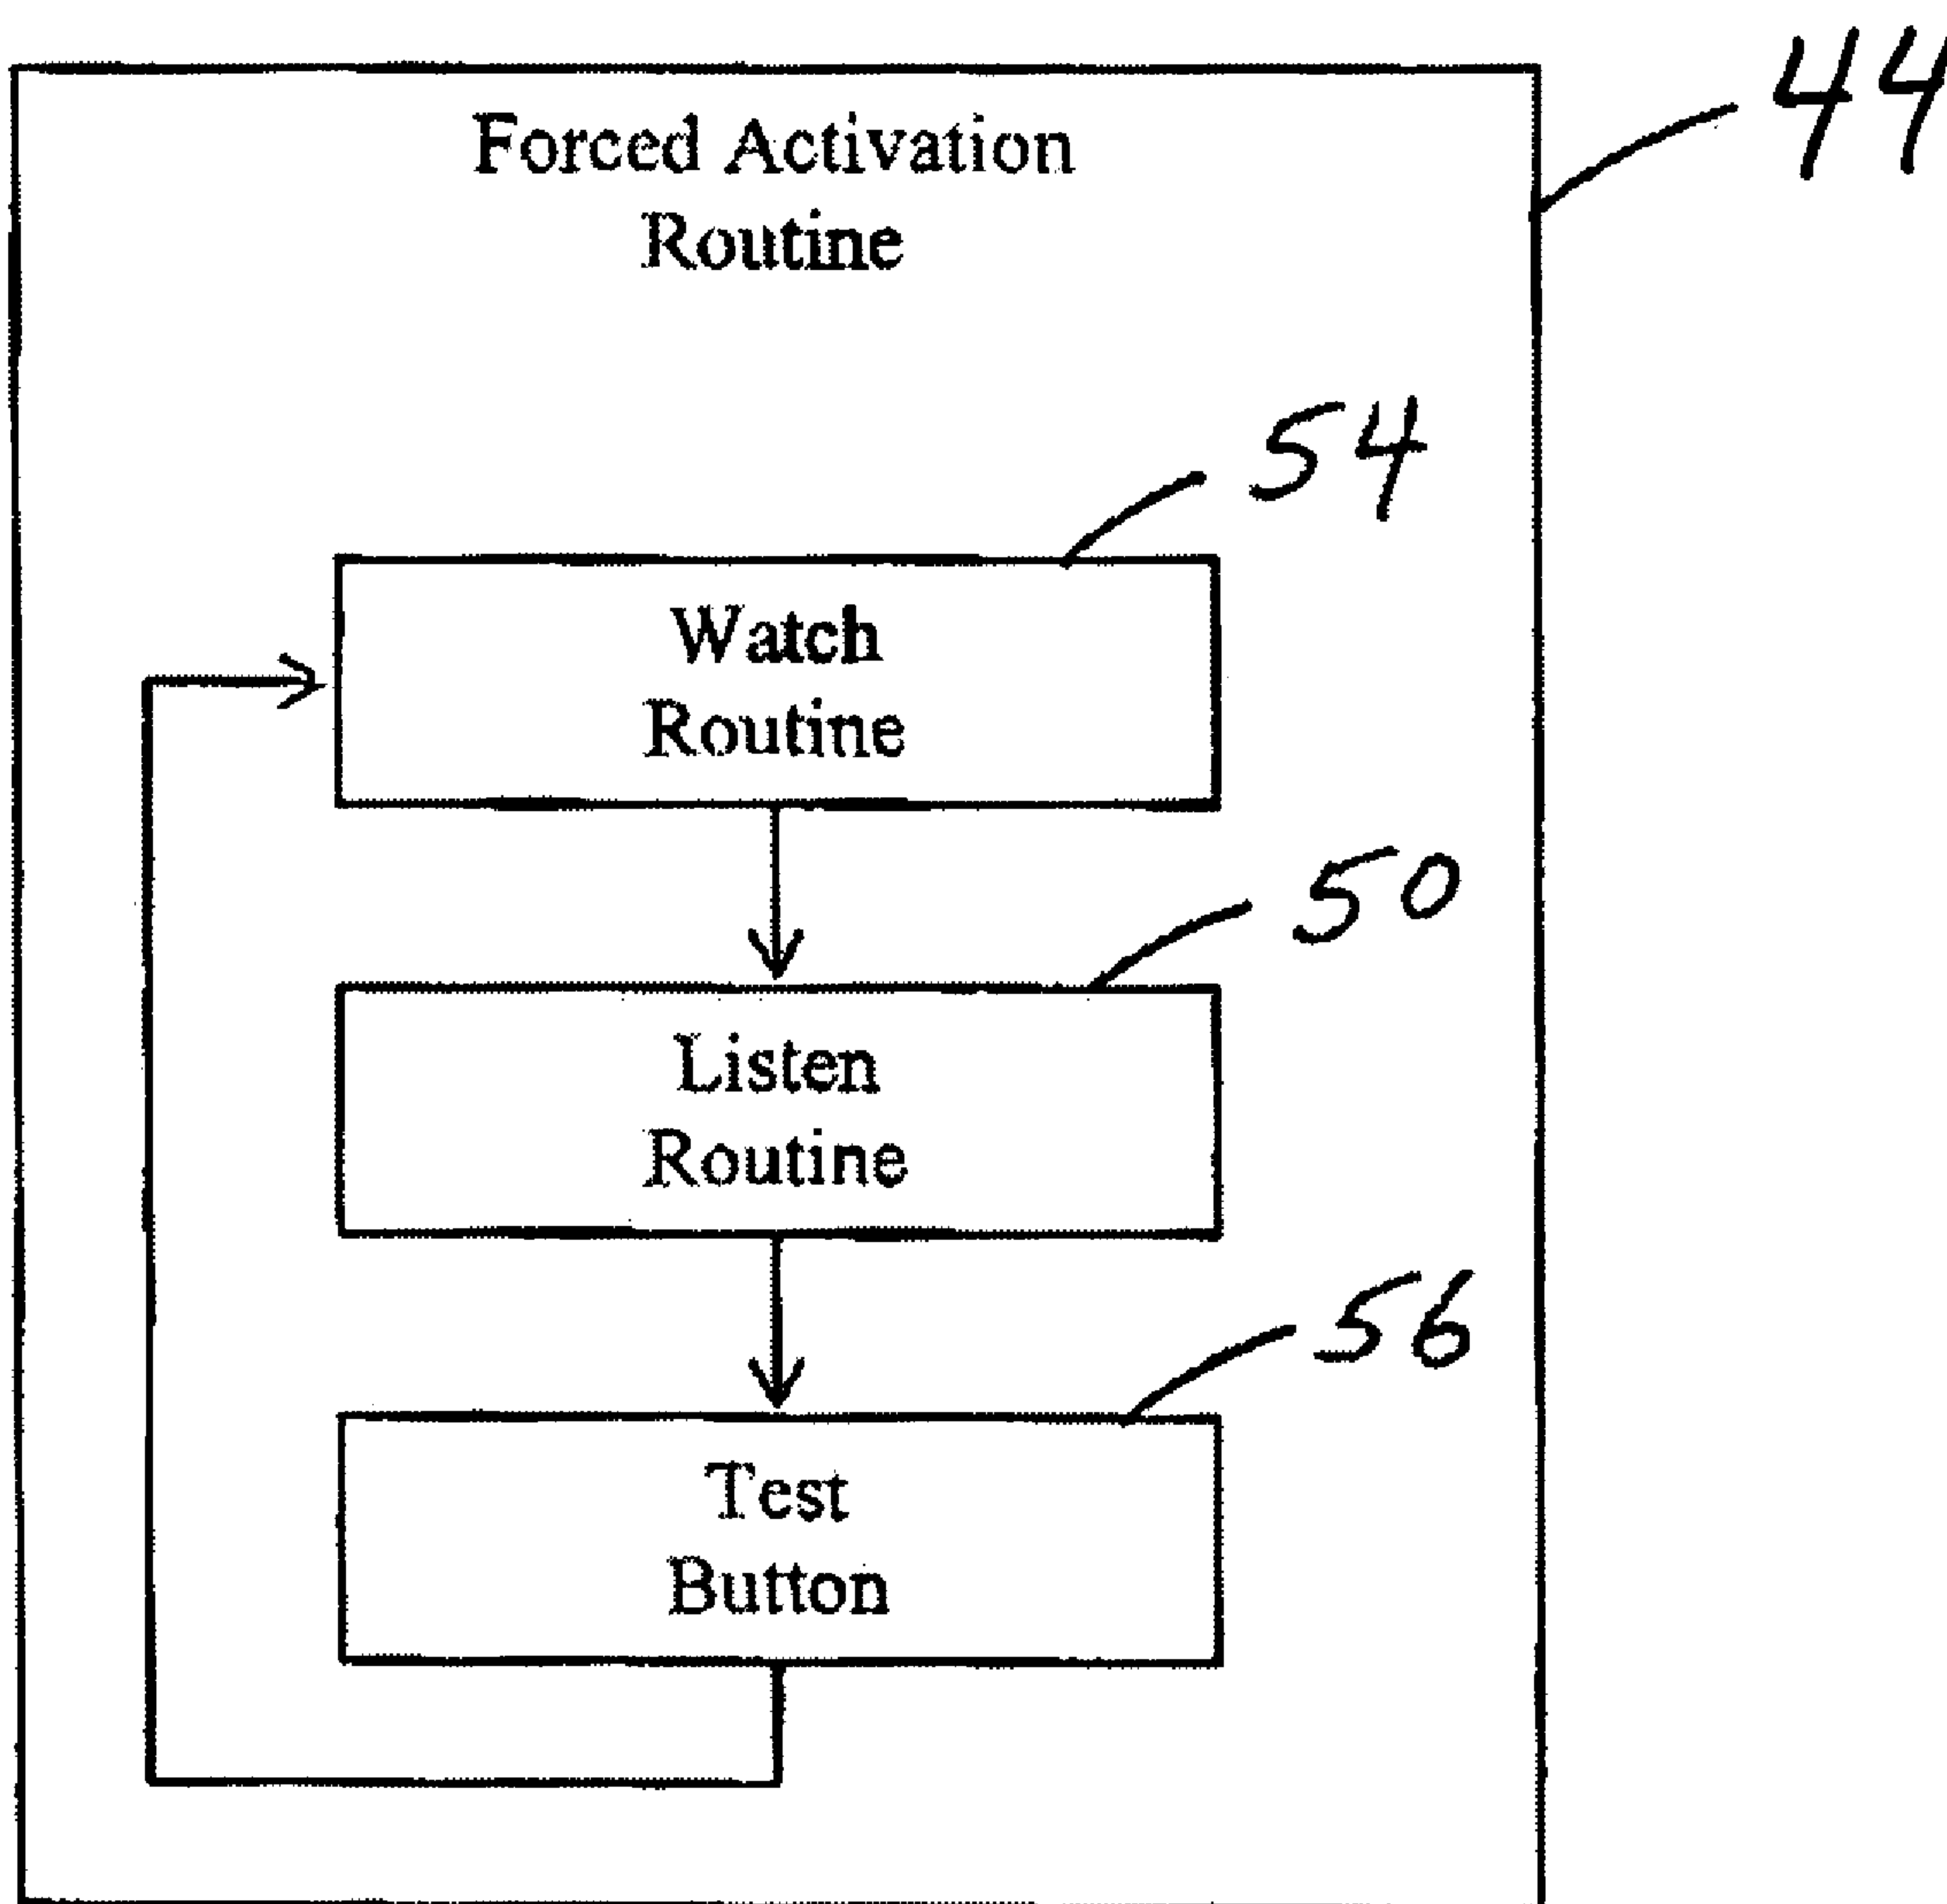 Forced Activation
Routine
44
54
Watch
Routine
50
Listen
Routine
56
Test
Button